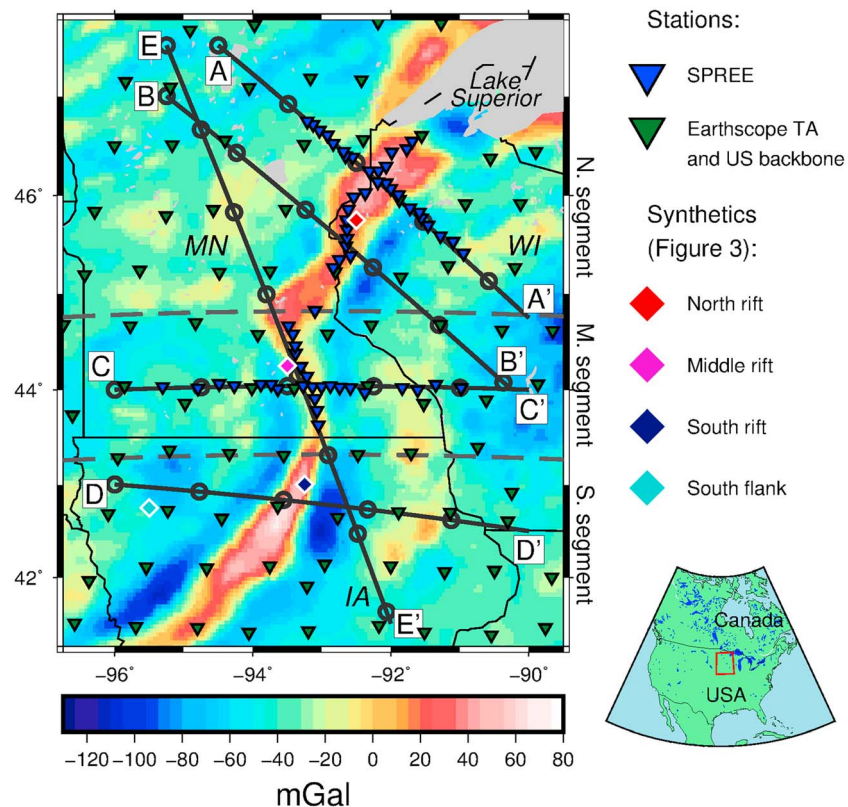 E
A
B
Lake
Superior
N. segment
46°
MN
WI
A'
B'
C
C'
44°
M. segment
D
D'
S. segment
42°
IA
E'
−96 −94 −92 −90
−120 −100 −80 −60 −40 −20 0 20 40 60 80
mGal
Stations:
SPREE
Earthscope TA
and US backbone
Synthetics
(Figure 3):
North rift
Middle rift
South rift
South flank
Canada
USA